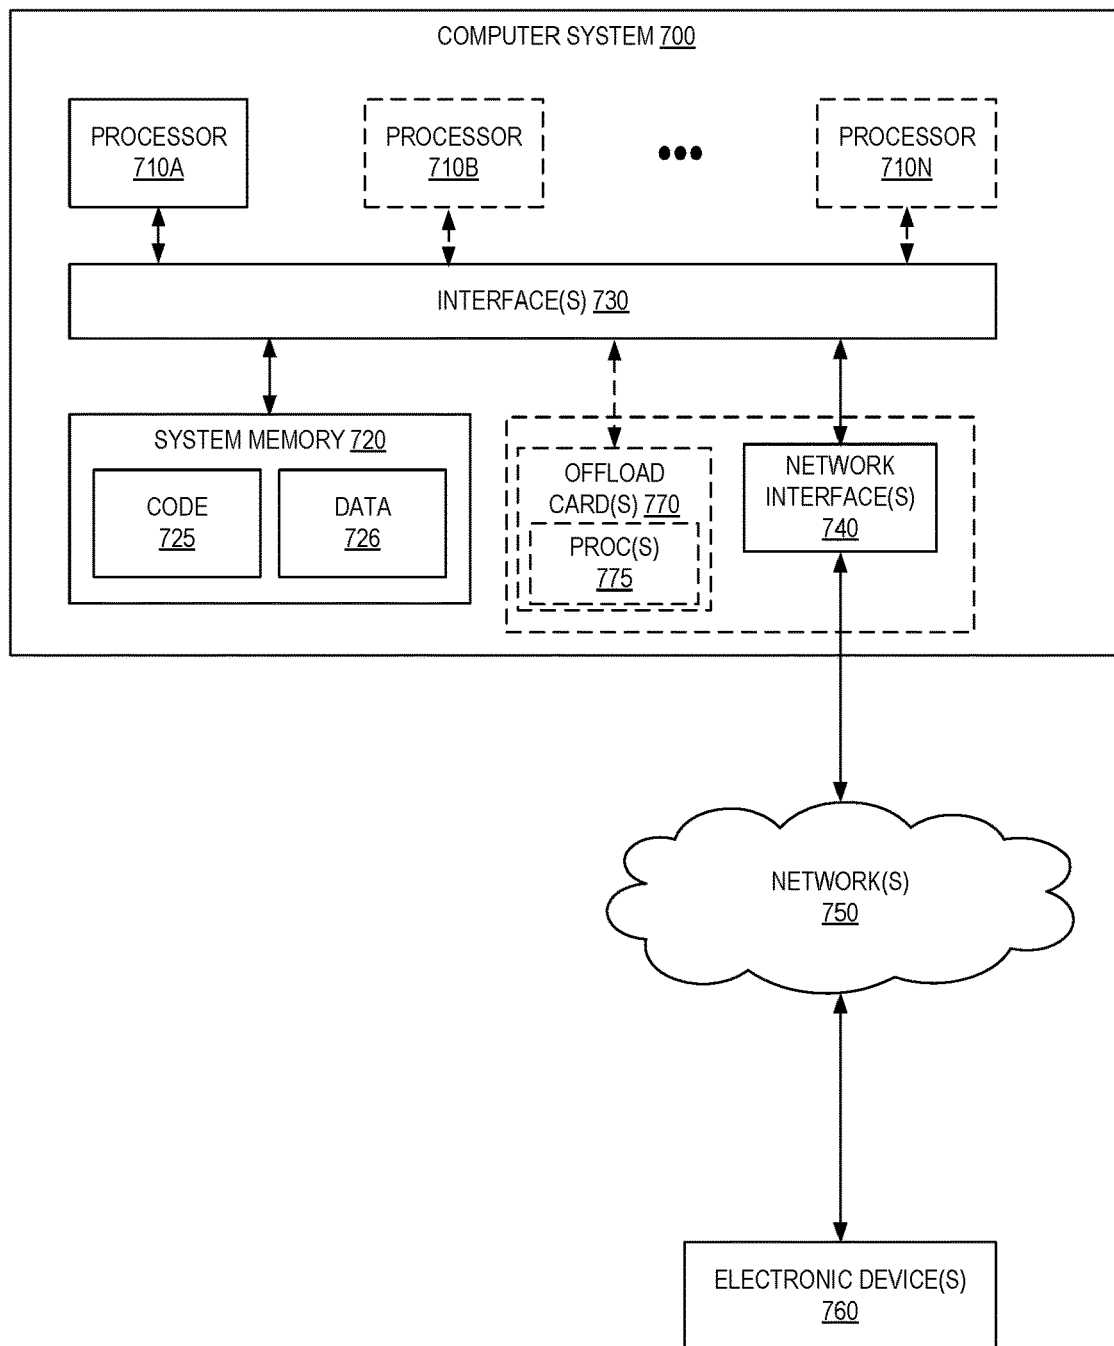 COMPUTER SYSTEM 700
PROCESSOR
710A
PROCESSOR
710B
PROCESSOR
710N
INTERFACE(S) 730
SYSTEM MEMORY 720
CODE
725
DATA
726
OFFLOAD
CARD(S) 770
PROC(S)
775
NETWORK
INTERFACE(S)
740
NETWORK(S)
750
ELECTRONIC DEVICE(S)
760